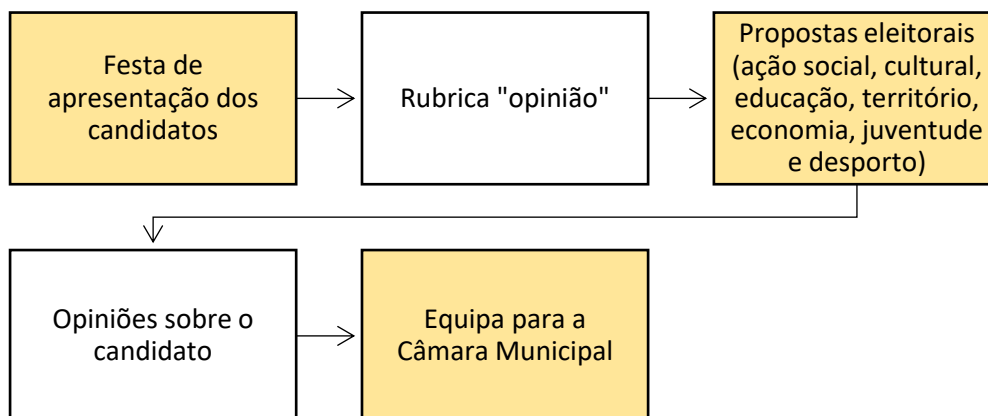 Festa de
apresentação dos
candidatos
Rubrica "opinião"
Propostas eleitorais
(ação social, cultural,
educação, território,
economia, juventude
e desporto)
Opiniões sobre o
candidato
Equipa para a
Câmara Municipal